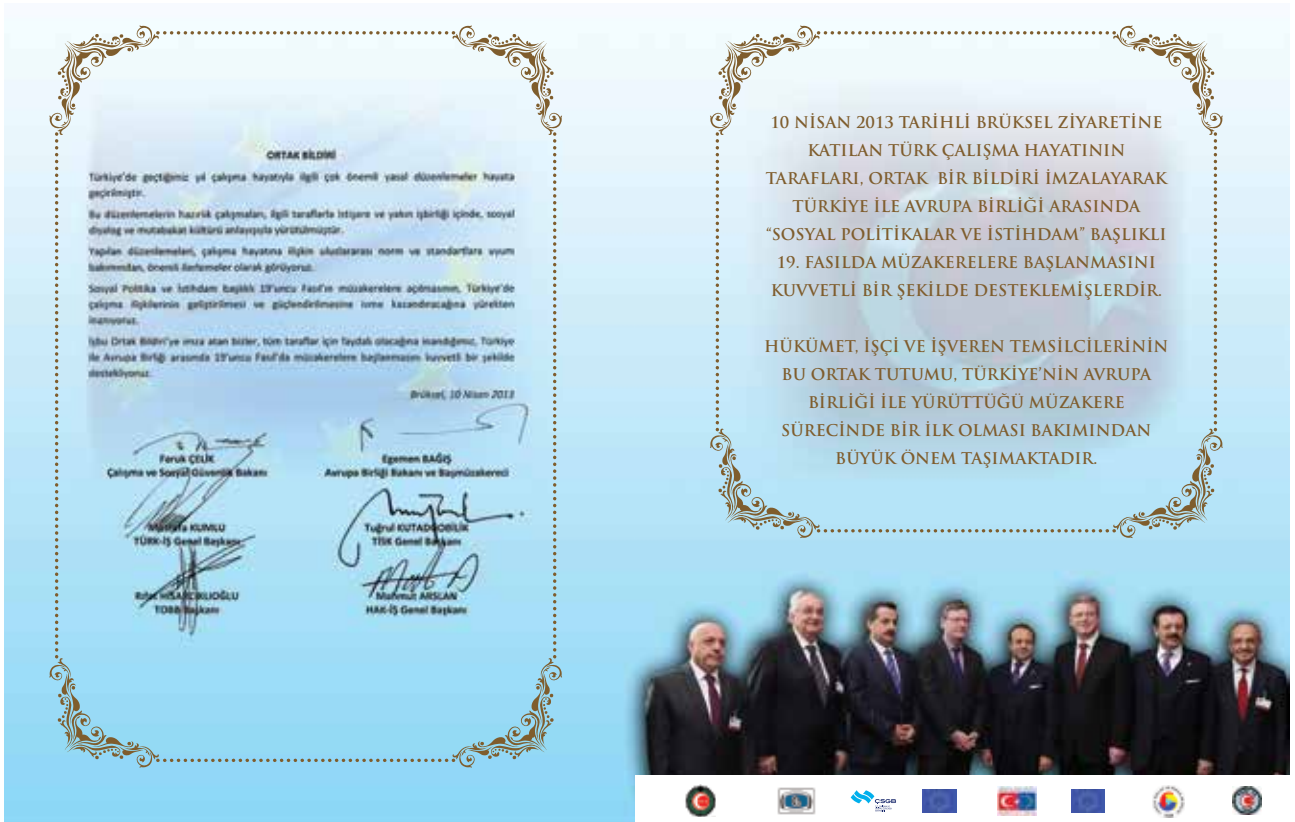 ORTAK BİLDİRİ
Türkiye'de geçtiğimiz yıl çalışma hayatıyla ilgili çok önemli yasal düzenlemeler hayata
geçirilmiştir.
Bu düzenlemelerin hazırlık çalışmaları, ilgili taraflarla istişare ve yakın işbirliği içinde, sosyal
diyalog ve mutabakat kültürü anlayışıyla yürütülmüştür.
Yapılan düzenlemeleri, çalışma hayatına ilişkin uluslararası norm ve standartlara uyum
bakımından, önemli ilerlemeler olarak görüyoruz.
Sosyal Politika ve İstihdam başlıklı 19'uncu Fasıl'ın müzakerelere açılmasının, Türkiye'de
çalışma ilişkilerinin geliştirilmesi ve güçlendirilmesine ivme kazandıracağına yürekten
inanıyoruz.
İşbu Ortak Bildiri'ye imza atan bizler, tüm taraflar için faydalı olacağına inandığımız, Türkiye
ile Avrupa Birliği arasında 19'uncu Fasıl'da müzakerelere başlanmasını kuvvetli bir şekilde
destekliyoruz.
Brüksel, 10 Nisan 2013
Faruk ÇELİK
Çalışma ve Sosyal Güvenlik Bakanı
Egemen BAĞIŞ
Avrupa Birliği Bakanı ve Başmüzakereci
Mustafa KUMLU
TÜRK-İŞ Genel Başkanı
Tuğrul KUTADGOBİLİK
TİSK Genel Başkanı
Rifat HİSARCIKLIOĞLU
TOBB Başkanı
Mahmut ARSLAN
HAK-İŞ Genel Başkanı
10 NİSAN 2013 TARİHLİ BRÜKSEL ZİYARETİNE
KATILAN TÜRK ÇALIŞMA HAYATININ
TARAFLARI, ORTAK BİR BİLDİRİ İMZALAYARAK
TÜRKİYE İLE AVRUPA BİRLİĞİ ARASINDA
“SOSYAL POLİTİKALAR VE İSTİHDAM” BAŞLIKLI
19. FASILDA MÜZAKERELERE BAŞLANMASINI
KUVVETLİ BİR ŞEKİLDE DESTEKLEMİŞLERDİR.
HÜKÜMET, İŞÇİ VE İŞVEREN TEMSİLCİLERİNİN
BU ORTAK TUTUMU, TÜRKİYE’NİN AVRUPA
BİRLİĞİ İLE YÜRÜTTÜĞÜ MÜZAKERE
SÜRECİNDE BİR İLK OLMASI BAKIMINDAN
BÜYÜK ÖNEM TAŞIMAKTADIR.
ÇSGB